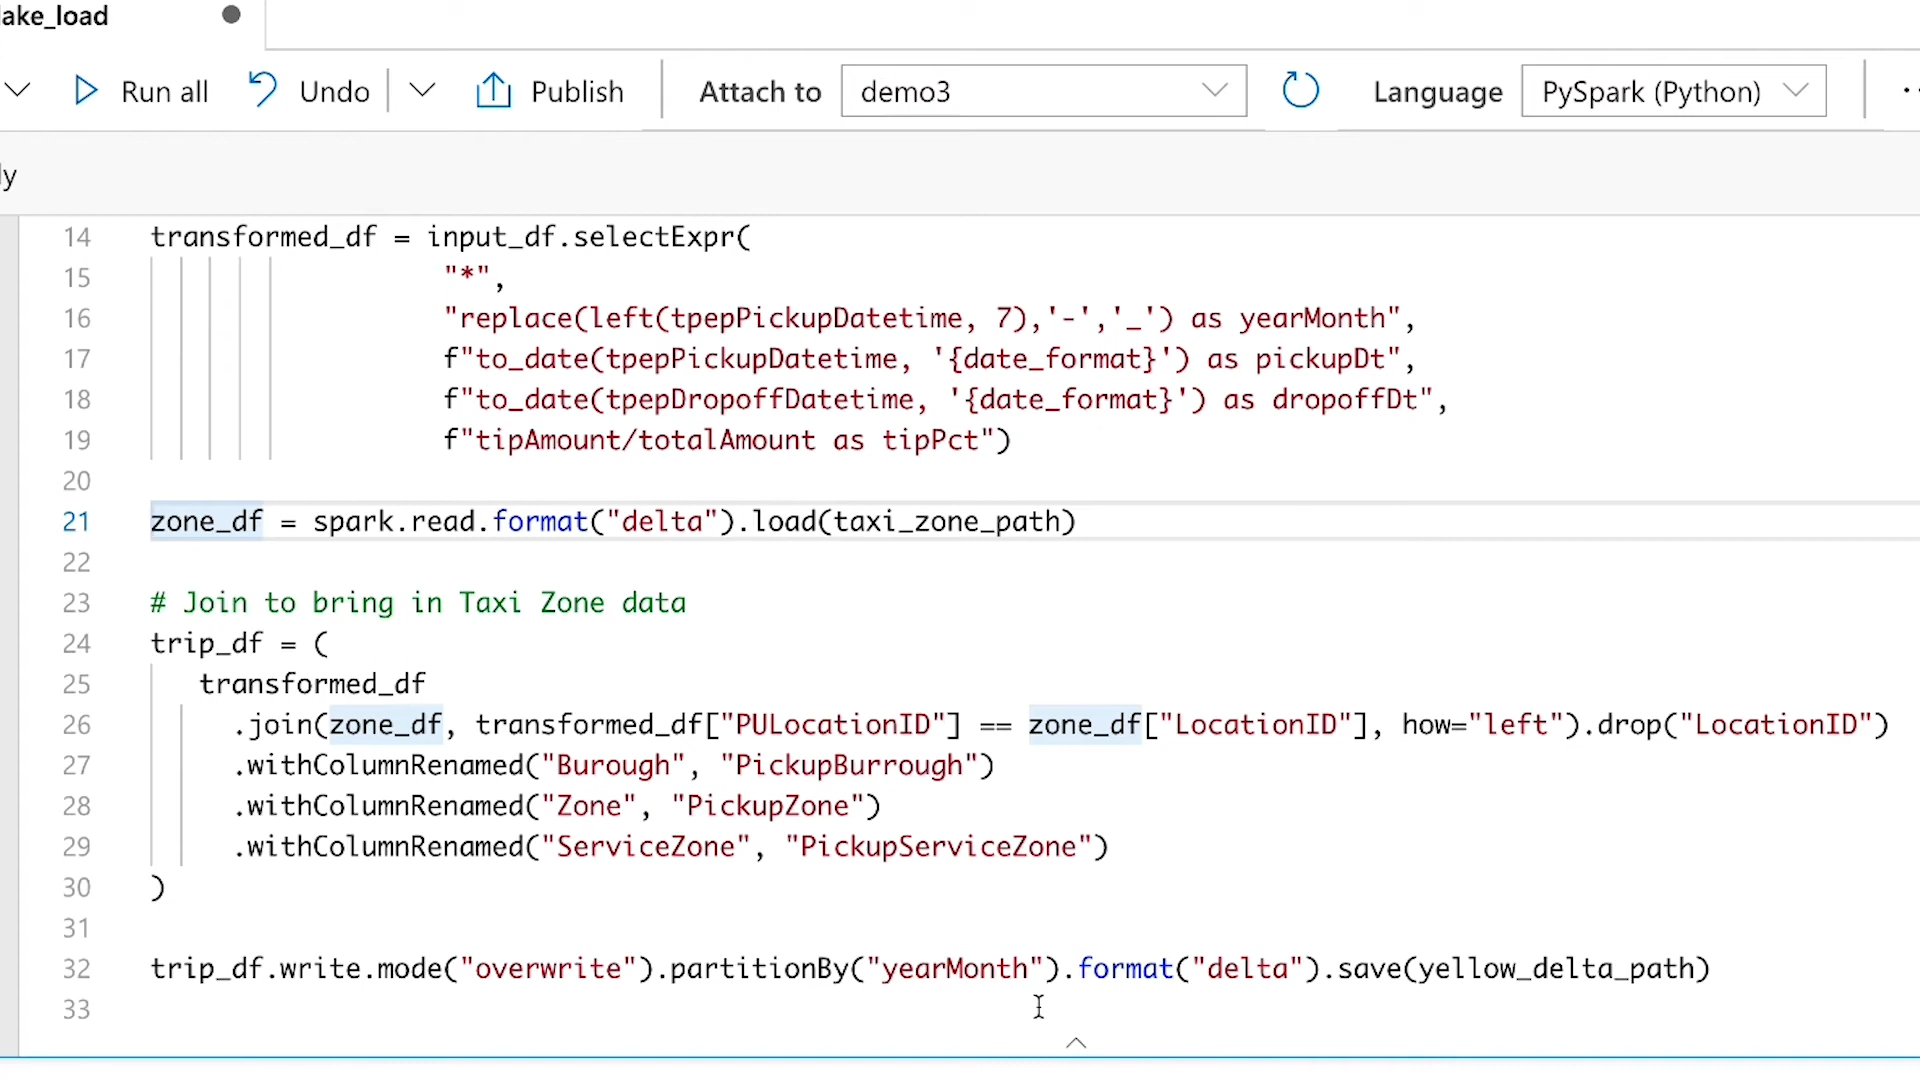 lake_load
Run all Undo Publish Attach to demo3 Language PySpark (Python)
14 transformed_df = input_df.selectExpr(
15 "*",
16 "replace(left(tpepPickupDatetime, 7),'-','_') as yearMonth",
17 f"to_date(tpepPickupDatetime, '{date_format}') as pickupDt",
18 f"to_date(tpepDropoffDatetime, '{date_format}') as dropoffDt",
19 f"tipAmount/totalAmount as tipPct")
20
21 zone_df = spark.read.format("delta").load(taxi_zone_path)
22
23 # Join to bring in Taxi Zone data
24 trip_df = (
25 transformed_df
26 .join(zone_df, transformed_df["PULocationID"] == zone_df["LocationID"], how="left").drop("LocationID")
27 .withColumnRenamed("Burough", "PickupBurrough")
28 .withColumnRenamed("Zone", "PickupZone")
29 .withColumnRenamed("ServiceZone", "PickupServiceZone")
30 )
31
32 trip_df.write.mode("overwrite").partitionBy("yearMonth").format("delta").save(yellow_delta_path)
33